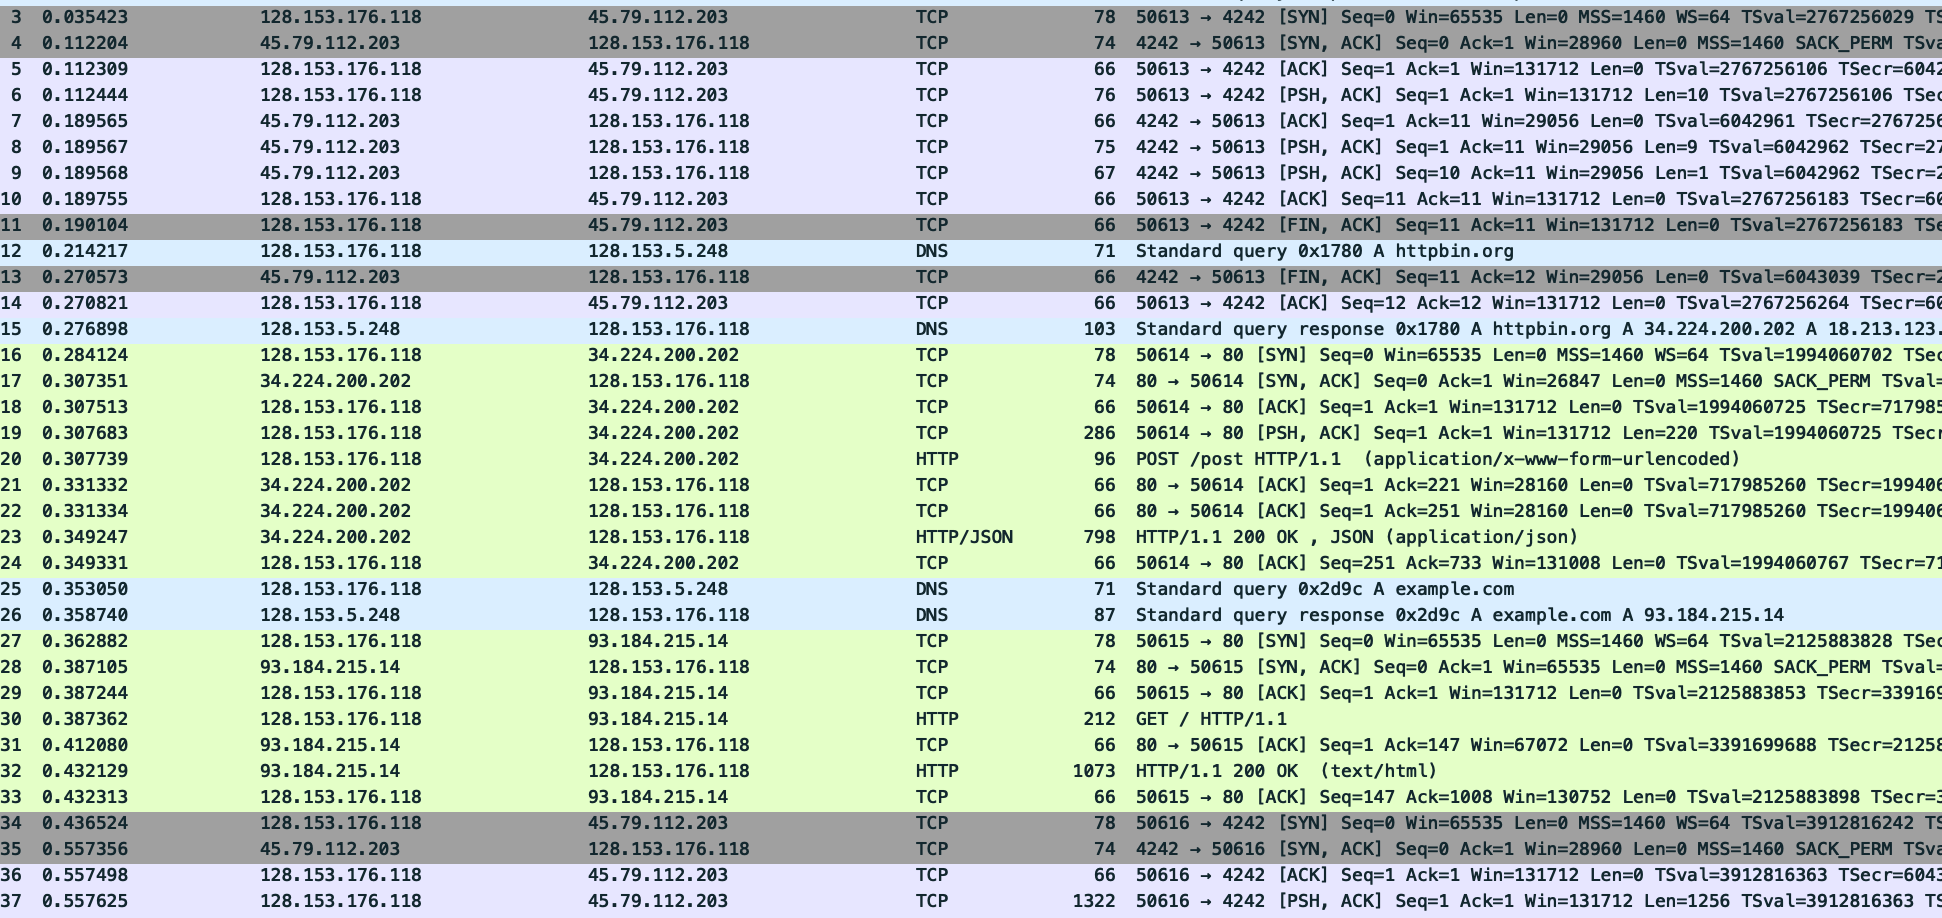 3 0.035423 128.153.176.118 45.79.112.203 TCP 78 50613 → 4242 [SYN] Seq=0 Win=65535 Len=0 MSS=1460 WS=64 TSval=2767256029
4 0.112204 45.79.112.203 128.153.176.118 TCP 74 4242 → 50613 [SYN, ACK] Seq=0 Ack=1 Win=28960 Len=0 MSS=1460 SACK_PERM
5 0.112309 128.153.176.118 45.79.112.203 TCP 66 50613 → 4242 [ACK] Seq=1 Ack=1 Win=131712 Len=0 TSval=2767256106 TSecr=6042
6 0.112444 128.153.176.118 45.79.112.203 TCP 76 50613 → 4242 [PSH, ACK] Seq=1 Ack=1 Win=131712 Len=10 TSval=2767256106
7 0.189565 45.79.112.203 128.153.176.118 TCP 66 4242 → 50613 [ACK] Seq=1 Ack=11 Win=29056 Len=0 TSval=6042961 TSecr=2767256
8 0.189567 45.79.112.203 128.153.176.118 TCP 75 4242 → 50613 [PSH, ACK] Seq=1 Ack=11 Win=29056 Len=9 TSval=6042962 TSecr=27
9 0.189568 45.79.112.203 128.153.176.118 TCP 67 4242 → 50613 [PSH, ACK] Seq=10 Ack=11 Win=29056 Len=1 TSval=6042962 TSecr=2
10 0.189755 128.153.176.118 45.79.112.203 TCP 66 50613 → 4242 [ACK] Seq=11 Ack=11 Win=131712 Len=0 TSval=2767256183 TSecr=60
11 0.190104 128.153.176.118 45.79.112.203 TCP 66 50613 → 4242 [FIN, ACK] Seq=11 Ack=11 Win=131712 Len=0 TSval=2767256183
12 0.214217 128.153.176.118 128.153.5.248 DNS 71 Standard query 0x1780 A httpbin.org
13 0.270573 45.79.112.203 128.153.176.118 TCP 66 4242 → 50613 [FIN, ACK] Seq=11 Ack=12 Win=29056 Len=0 TSval=6043039 TSecr=2
14 0.270821 128.153.176.118 45.79.112.203 TCP 66 50613 → 4242 [ACK] Seq=12 Ack=12 Win=131712 Len=0 TSval=2767256264 TSecr=60
15 0.276898 128.153.5.248 128.153.176.118 DNS 103 Standard query response 0x1780 A httpbin.org A 34.224.200.202 A 18.213.123.
16 0.284124 128.153.176.118 34.224.200.202 TCP 78 50614 → 80 [SYN] Seq=0 Win=65535 Len=0 MSS=1460 WS=64 TSval=1994060702 TSec
17 0.307351 34.224.200.202 128.153.176.118 TCP 74 80 → 50614 [SYN, ACK] Seq=0 Ack=1 Win=26847 Len=0 MSS=1460 SACK_PERM TSval=
18 0.307513 128.153.176.118 34.224.200.202 TCP 66 50614 → 80 [ACK] Seq=1 Ack=1 Win=131712 Len=0 TSval=1994060725 TSecr=717985
19 0.307683 128.153.176.118 34.224.200.202 TCP 286 50614 → 80 [PSH, ACK] Seq=1 Ack=1 Win=131712 Len=220 TSval=1994060725 TSecr
20 0.307739 128.153.176.118 34.224.200.202 HTTP 96 POST /post HTTP/1.1 (application/x-www-form-urlencoded)
21 0.331332 34.224.200.202 128.153.176.118 TCP 66 80 → 50614 [ACK] Seq=1 Ack=221 Win=28160 Len=0 TSval=717985260 TSecr=199406
22 0.331334 34.224.200.202 128.153.176.118 TCP 66 80 → 50614 [ACK] Seq=1 Ack=251 Win=28160 Len=0 TSval=717985260 TSecr=199406
23 0.349247 34.224.200.202 128.153.176.118 HTTP/JSON 798 HTTP/1.1 200 OK , JSON (application/json)
24 0.349331 128.153.176.118 34.224.200.202 TCP 66 50614 → 80 [ACK] Seq=251 Ack=733 Win=131008 Len=0 TSval=1994060767 TSecr=71
25 0.353050 128.153.176.118 128.153.5.248 DNS 71 Standard query 0x2d9c A example.com
26 0.358740 128.153.5.248 128.153.176.118 DNS 87 Standard query response 0x2d9c A example.com A 93.184.215.14
27 0.362882 128.153.176.118 93.184.215.14 TCP 78 50615 → 80 [SYN] Seq=0 Win=65535 Len=0 MSS=1460 WS=64 TSval=2125883828 TSec
28 0.387105 93.184.215.14 128.153.176.118 TCP 74 80 → 50615 [SYN, ACK] Seq=0 Ack=1 Win=65535 Len=0 MSS=1460 SACK_PERM TSval=
29 0.387244 128.153.176.118 93.184.215.14 TCP 66 50615 → 80 [ACK] Seq=1 Ack=1 Win=131712 Len=0 TSval=2125883853 TSecr=339169
30 0.387362 128.153.176.118 93.184.215.14 HTTP 212 GET / HTTP/1.1
31 0.412080 93.184.215.14 128.153.176.118 TCP 66 80 → 50615 [ACK] Seq=1 Ack=147 Win=67072 Len=0 TSval=3391699688 TSecr=21258
32 0.432129 93.184.215.14 128.153.176.118 HTTP 1073 HTTP/1.1 200 OK (text/html)
33 0.432313 128.153.176.118 93.184.215.14 TCP 66 50615 → 80 [ACK] Seq=147 Ack=1008 Win=130752 Len=0 TSval=2125883898 TSecr=3
34 0.436524 128.153.176.118 45.79.112.203 TCP 78 50616 → 4242 [SYN] Seq=0 Win=65535 Len=0 MSS=1460 WS=64 TSval=3912816242
35 0.557356 45.79.112.203 128.153.176.118 TCP 74 4242 → 50616 [SYN, ACK] Seq=0 Ack=1 Win=28960 Len=0 MSS=1460 SACK_PERM
36 0.557498 128.153.176.118 45.79.112.203 TCP 66 50616 → 4242 [ACK] Seq=1 Ack=1 Win=131712 Len=0 TSval=3912816363 TSecr=6043
37 0.557625 128.153.176.118 45.79.112.203 TCP 1322 50616 → 4242 [PSH, ACK] Seq=1 Ack=1 Win=131712 Len=1256 TSval=3912816363